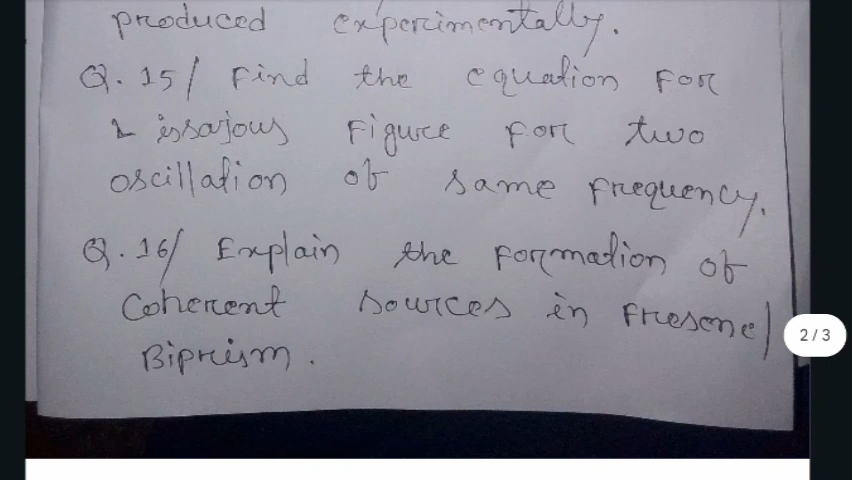 produced experimentally.
Q. 15/ Find the equation for
Lissajous Figure for two
oscillation of same frequency.
Q. 16/ Explain the Formation of
Coherent sources in Fresenel
Biprism.
2 / 3